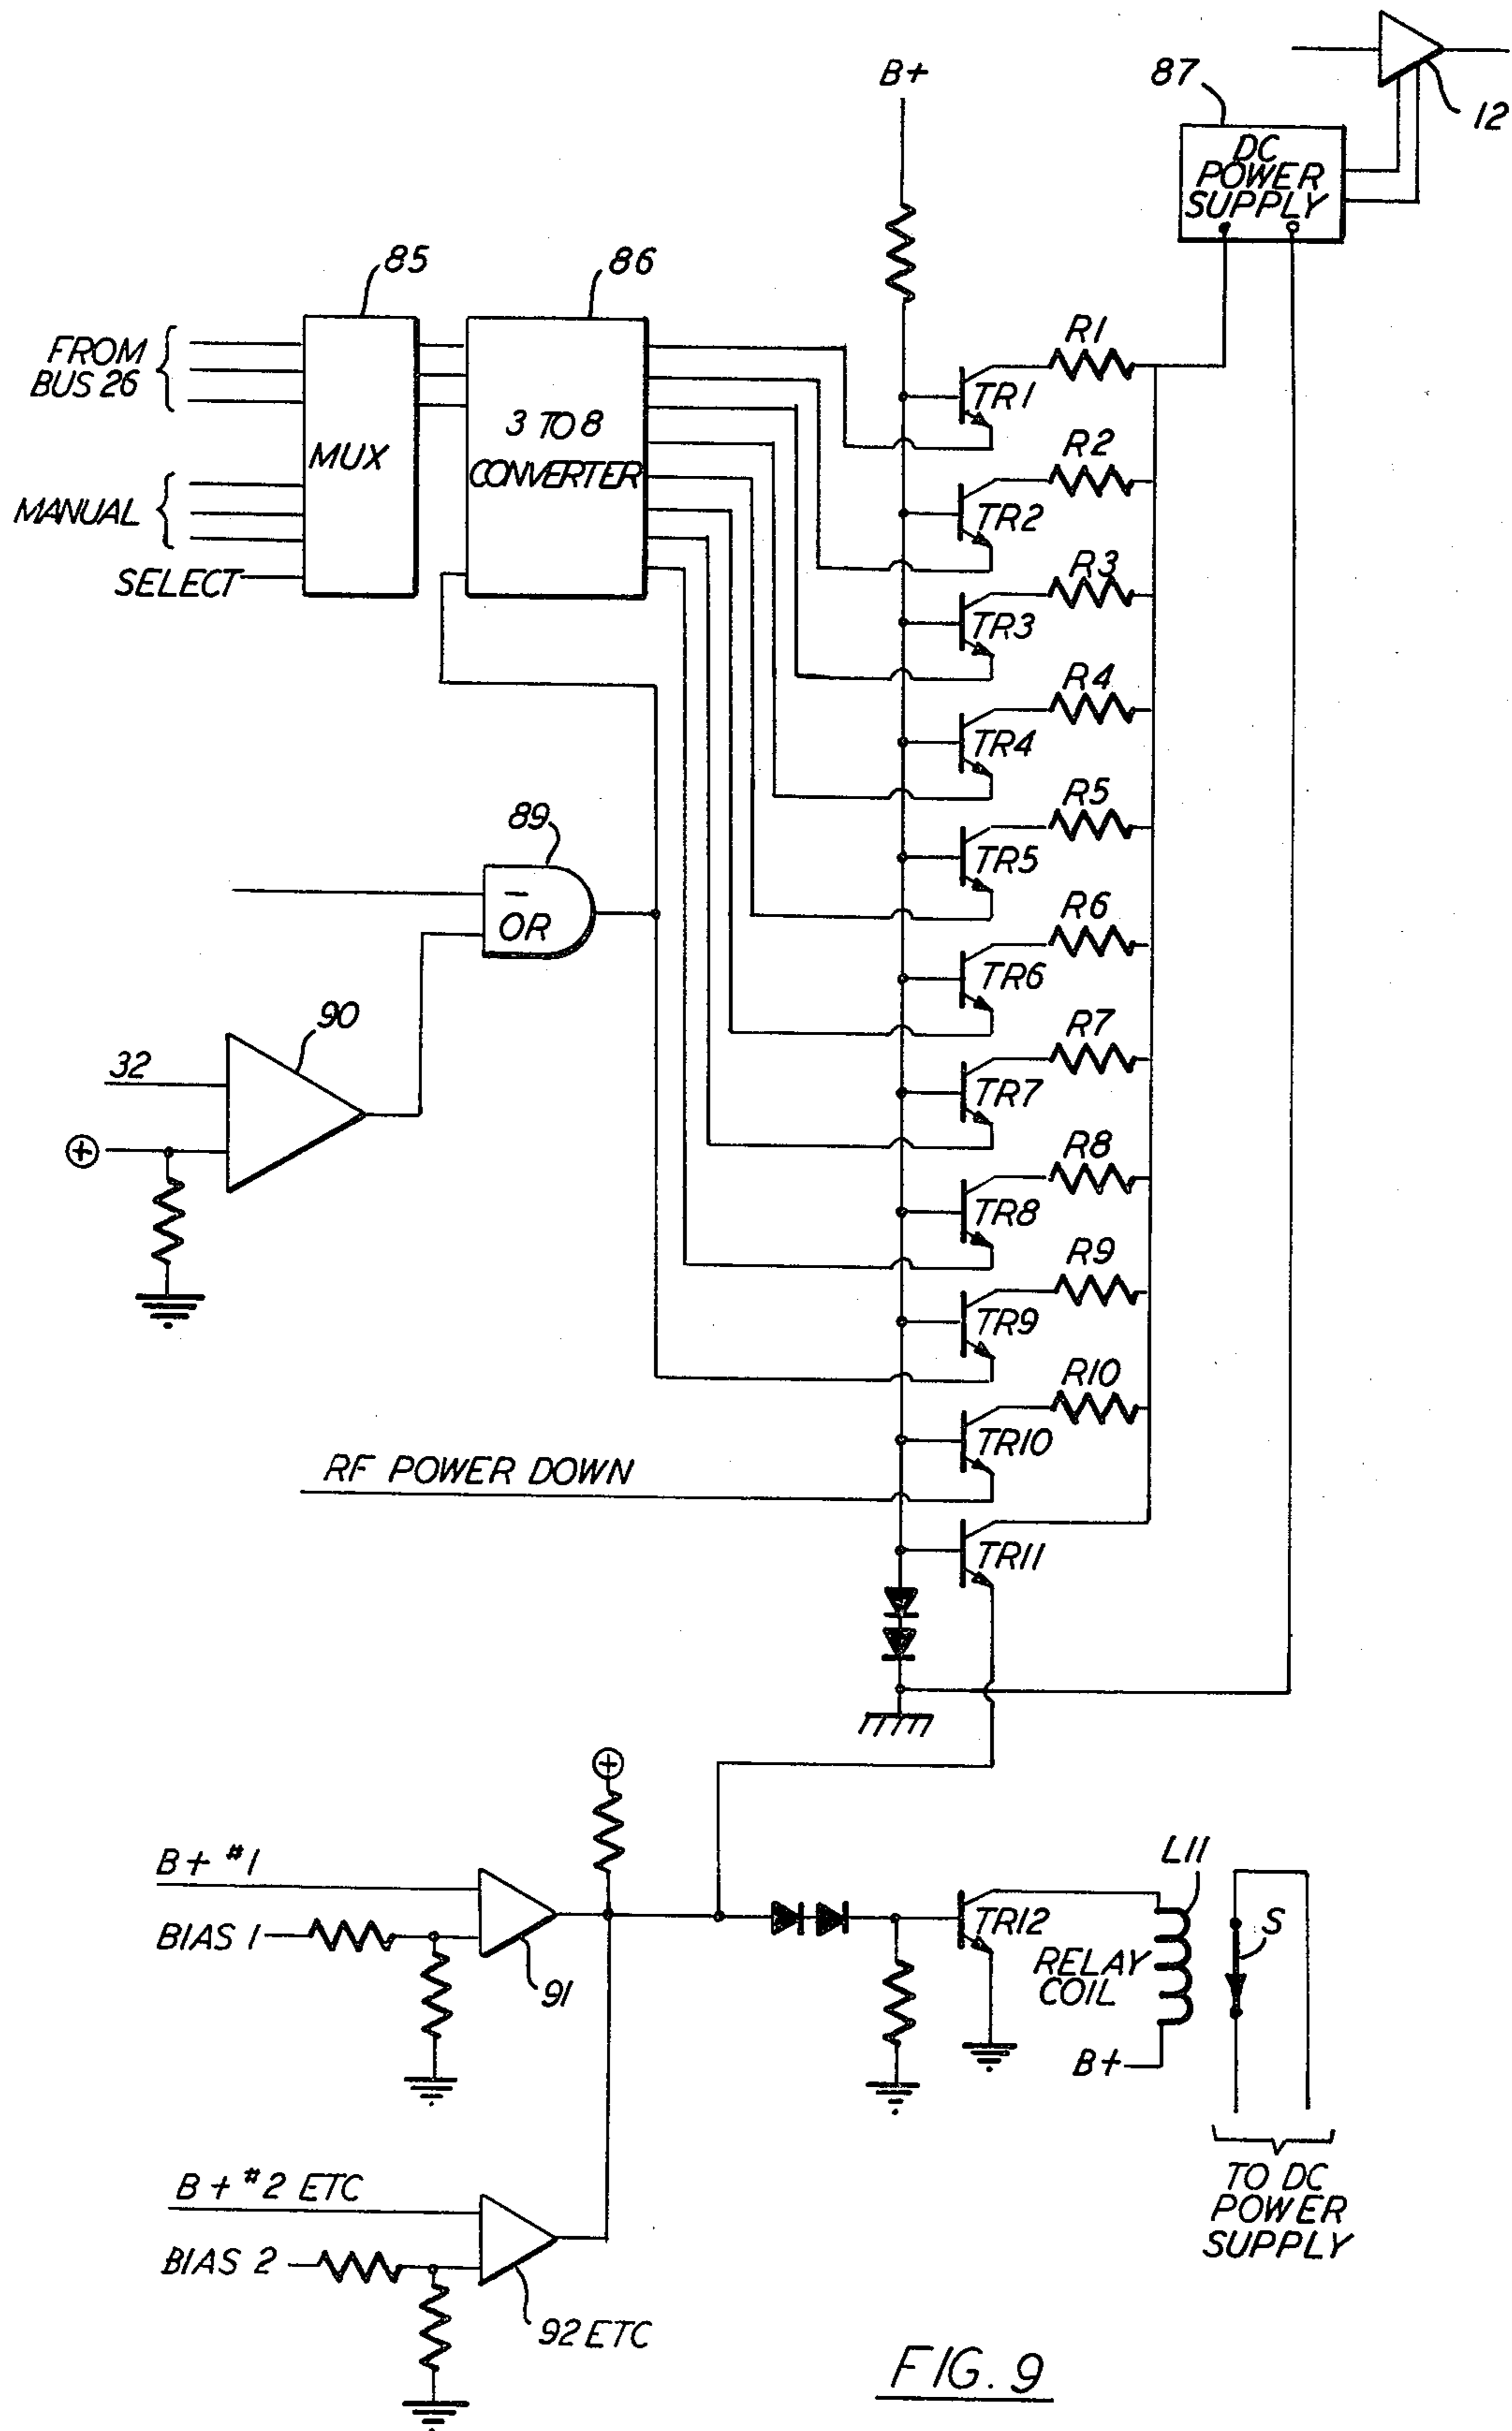 B+
87
12
DC
POWER
SUPPLY
85
86
FROM
BUS 26
MUX
3 TO 8
CONVERTER
MANUAL
SELECT
R1
TR1
R2
TR2
R3
TR3
R4
TR4
R5
TR5
R6
TR6
R7
TR7
R8
TR8
R9
TR9
R10
TR10
TR11
89
OR
90
32
+
RF POWER DOWN
+
B+ #1
BIAS 1
91
TR12
L11
RELAY
COIL
S
B+
B+ #2 ETC
BIAS 2
92 ETC
TO DC
POWER
SUPPLY
FIG. 9